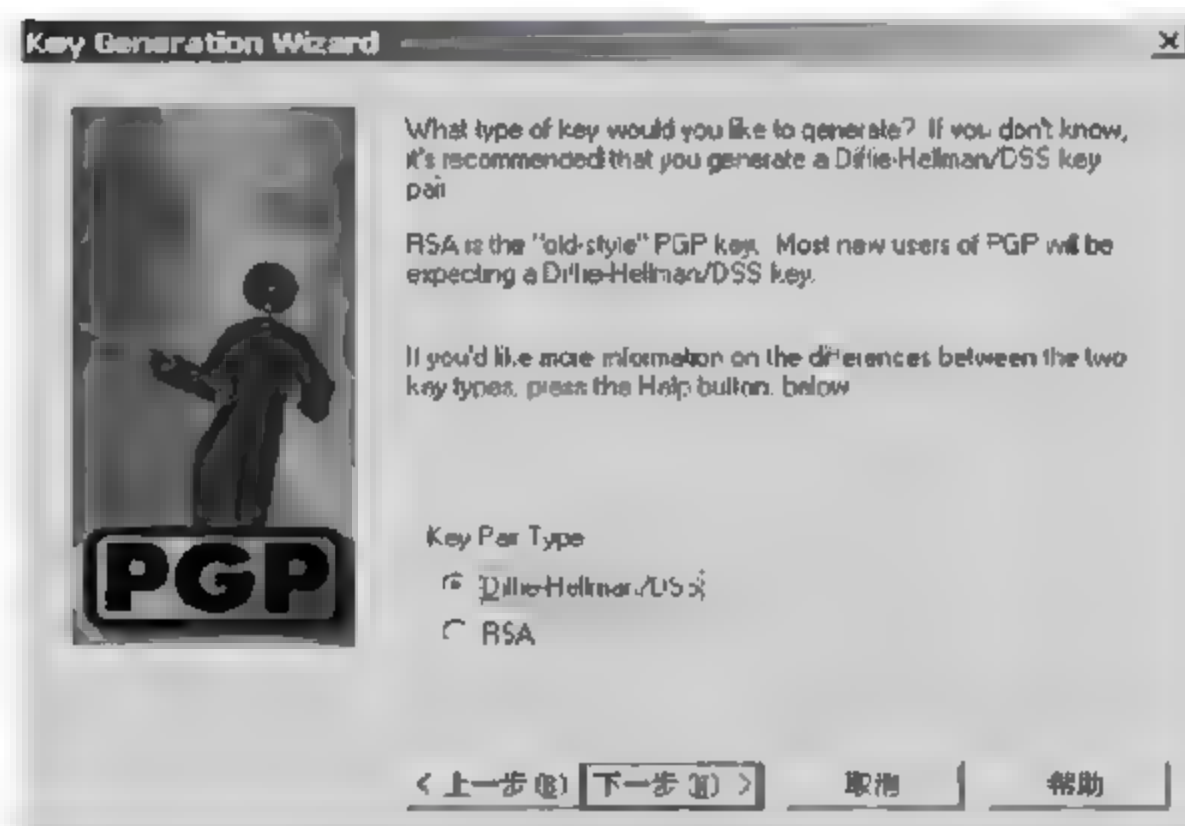 Key Generation Wizard
What type of key would you like to generate? If you don't know,
it's recommended that you generate a Diffie-Hellman/DSS key
pair
RSA is the "old-style" PGP key. Most new users of PGP will be
expecting a Diffie-Hellman/DSS key.
If you'd like more information on the differences between the two
key types, press the Help button, below
Key Pair Type
Diffie-Hellman/DSS
RSA
PGP
< 上一步(B) 下一步(N) > 取消 帮助